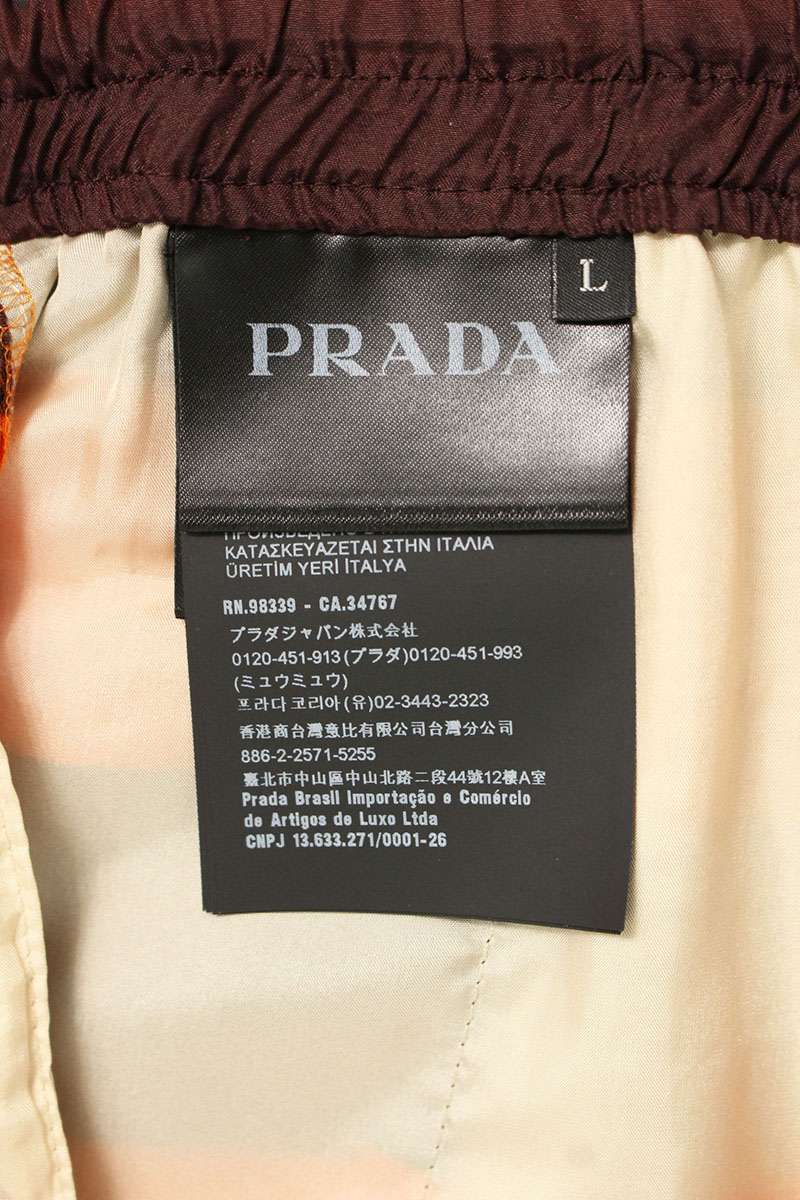 L
PRADA
ΚΑΤΑΣΚΕΥΑΖΕΤΑΙ ΣΤΗΝ ΙΤΑΛΙΑ
ÜRETİM YERİ İTALYA
RN.98339 - CA.34767
プラダジャパン株式会社
0120-451-913(プラダ)0120-451-993
(ミュウミュウ)
프라다코리아(유)02-3443-2323
香港商台灣意比有限公司台灣分公司
886-2-2571-5255
臺北市中山區中山北路二段44號12樓A室
Prada Brasil Importação e Comércio
de Artigos de Luxo Ltda
CNPJ 13.633.271/0001-26